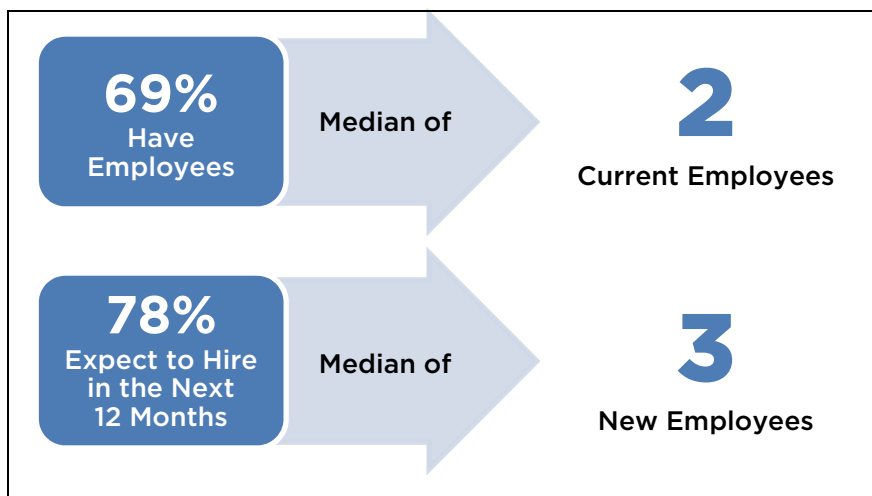 69%
Have
Employees
Median of
2
Current Employees
78%
Expect to Hire
in the Next
12 Months
Median of
3
New Employees